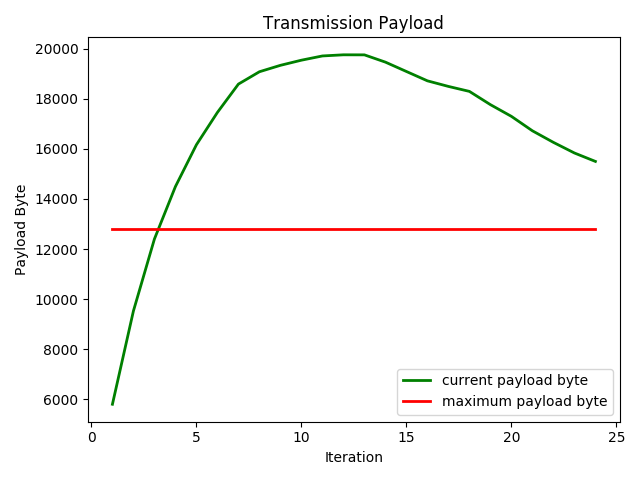 Transmission Payload
Payload Byte
20000
18000
16000
14000
12000
10000
8000
6000
0
5
10
15
20
25
Iteration
current payload byte
maximum payload byte